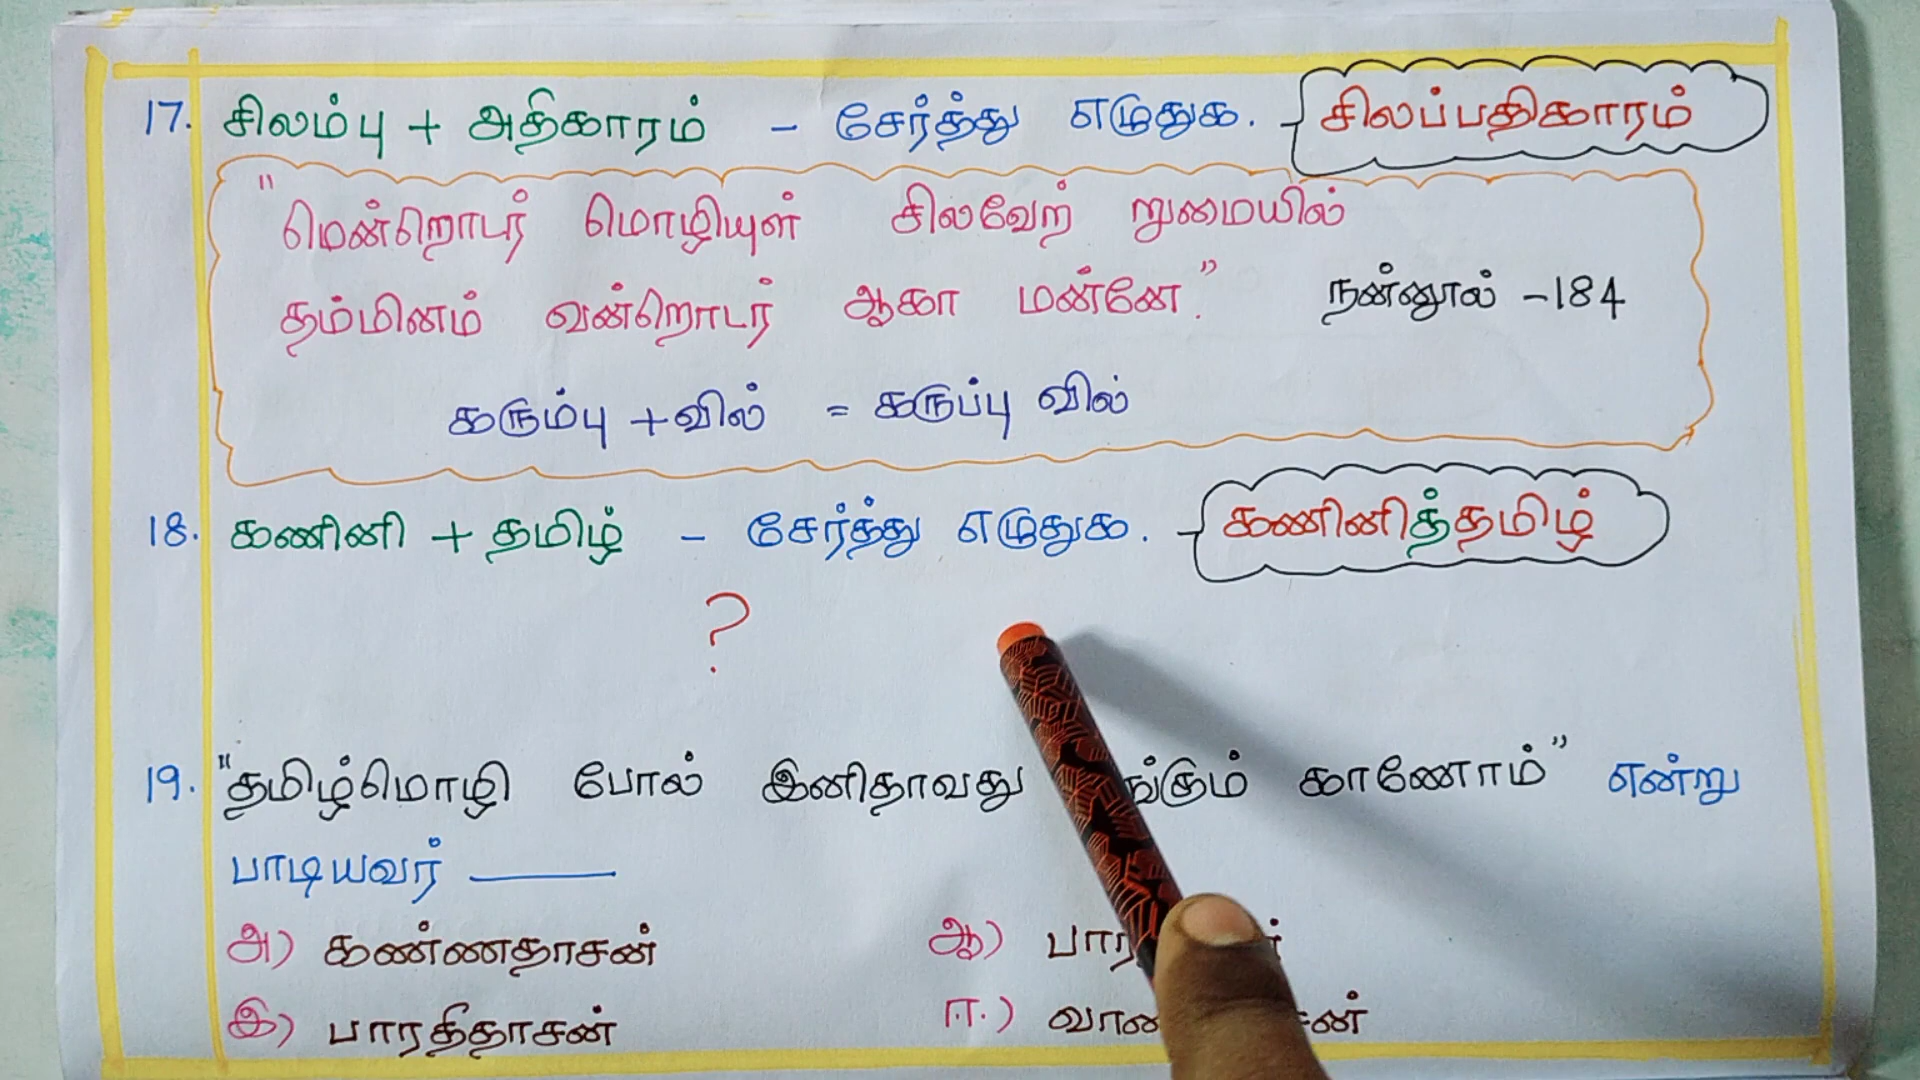 17. சிலம்பு + அதிகாரம் - சேர்த்து எழுதுக. - சிலப்பதிகாரம்
"மென்றொடர் மொழியுள் சிலவேற் றுமையில்
தம்மினம் வன்றொடர் ஆகா மன்னே." நன்னூல் -184
கரும்பு + வில் = கருப்பு வில்
18. கணினி + தமிழ் - சேர்த்து எழுதுக. - கணினித்தமிழ்
?
19. "தமிழ்மொழி போல் இனிதாவது காணோம்" என்று
பாடியவர் ______
அ) கண்ணதாசன் ஆ)
இ) பாரதிதாசன் ஈ)